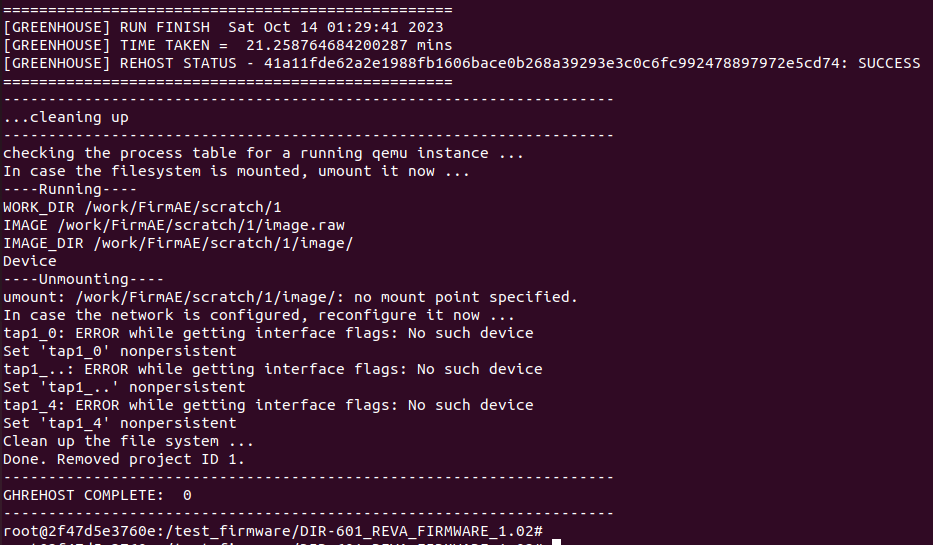 ==================================================
[GREENHOUSE] RUN FINISH  Sat Oct 14 01:29:41 2023
[GREENHOUSE] TIME TAKEN =  21.258764684200287 mins
[GREENHOUSE] REHOST STATUS - 41a11fde62a2e1988fb1606bace0b268a39293e3c0c6fc992478897972e5cd74: SUCCESS
==================================================
--------------------------------------------------------------------
...cleaning up
--------------------------------------------------------------------
checking the process table for a running qemu instance ...
In case the filesystem is mounted, umount it now ...
----Running----
WORK_DIR /work/FirmAE/scratch/1
IMAGE /work/FirmAE/scratch/1/image.raw
IMAGE_DIR /work/FirmAE/scratch/1/image/
Device
----Unmounting----
umount: /work/FirmAE/scratch/1/image/: no mount point specified.
In case the network is configured, reconfigure it now ...
tap1_0: ERROR while getting interface flags: No such device
Set 'tap1_0' nonpersistent
tap1_..: ERROR while getting interface flags: No such device
Set 'tap1_..' nonpersistent
tap1_4: ERROR while getting interface flags: No such device
Set 'tap1_4' nonpersistent
Clean up the file system ...
Done. Removed project ID 1.
--------------------------------------------------------------------
GHREHOST COMPLETE:  0
--------------------------------------------------------------------
root@2f47d5e3760e:/test_firmware/DIR-601_REVA_FIRMWARE_1.02#